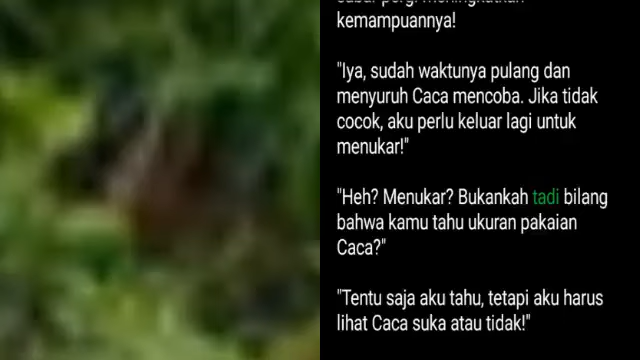 kemampuannya!
"Iya, sudah waktunya pulang dan
menyuruh Caca mencoba. Jika tidak
cocok, aku perlu keluar lagi untuk
menukar!"
"Heh? Menukar? Bukankah tadi bilang
bahwa kamu tahu ukuran pakaian
Caca?"
"Tentu saja aku tahu, tetapi aku harus
lihat Caca suka atau tidak!"